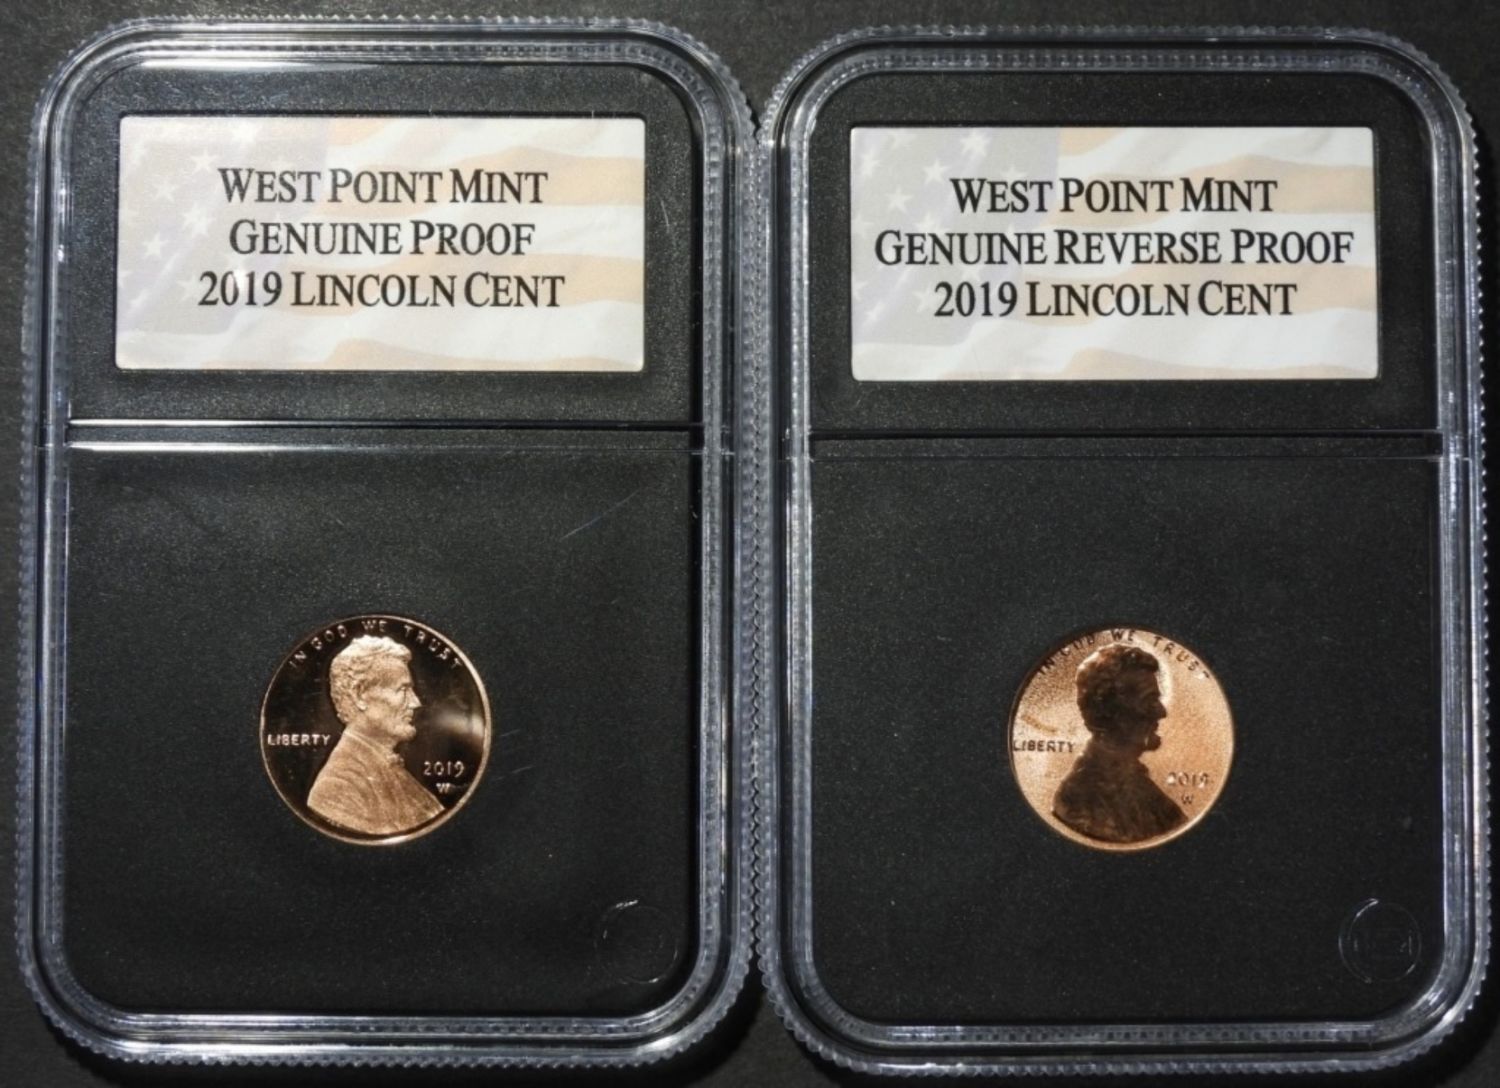 WEST POINT MINT
GENUINE PROOF
2019 LINCOLN CENT
IN GOD WE TRUST
LIBERTY
2019
W
WEST POINT MINT
GENUINE REVERSE PROOF
2019 LINCOLN CENT
IN GOD WE TRUST
LIBERTY
2019
W